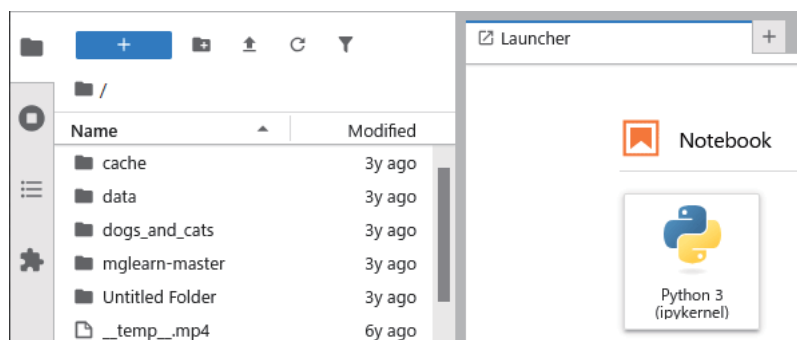 +
Launcher
+
/
Name Modified
cache 3y ago
data 3y ago
dogs_and_cats 3y ago
mglearn-master 3y ago
Untitled Folder 3y ago
__temp__.mp4 6y ago
Notebook
Python 3
(ipykernel)